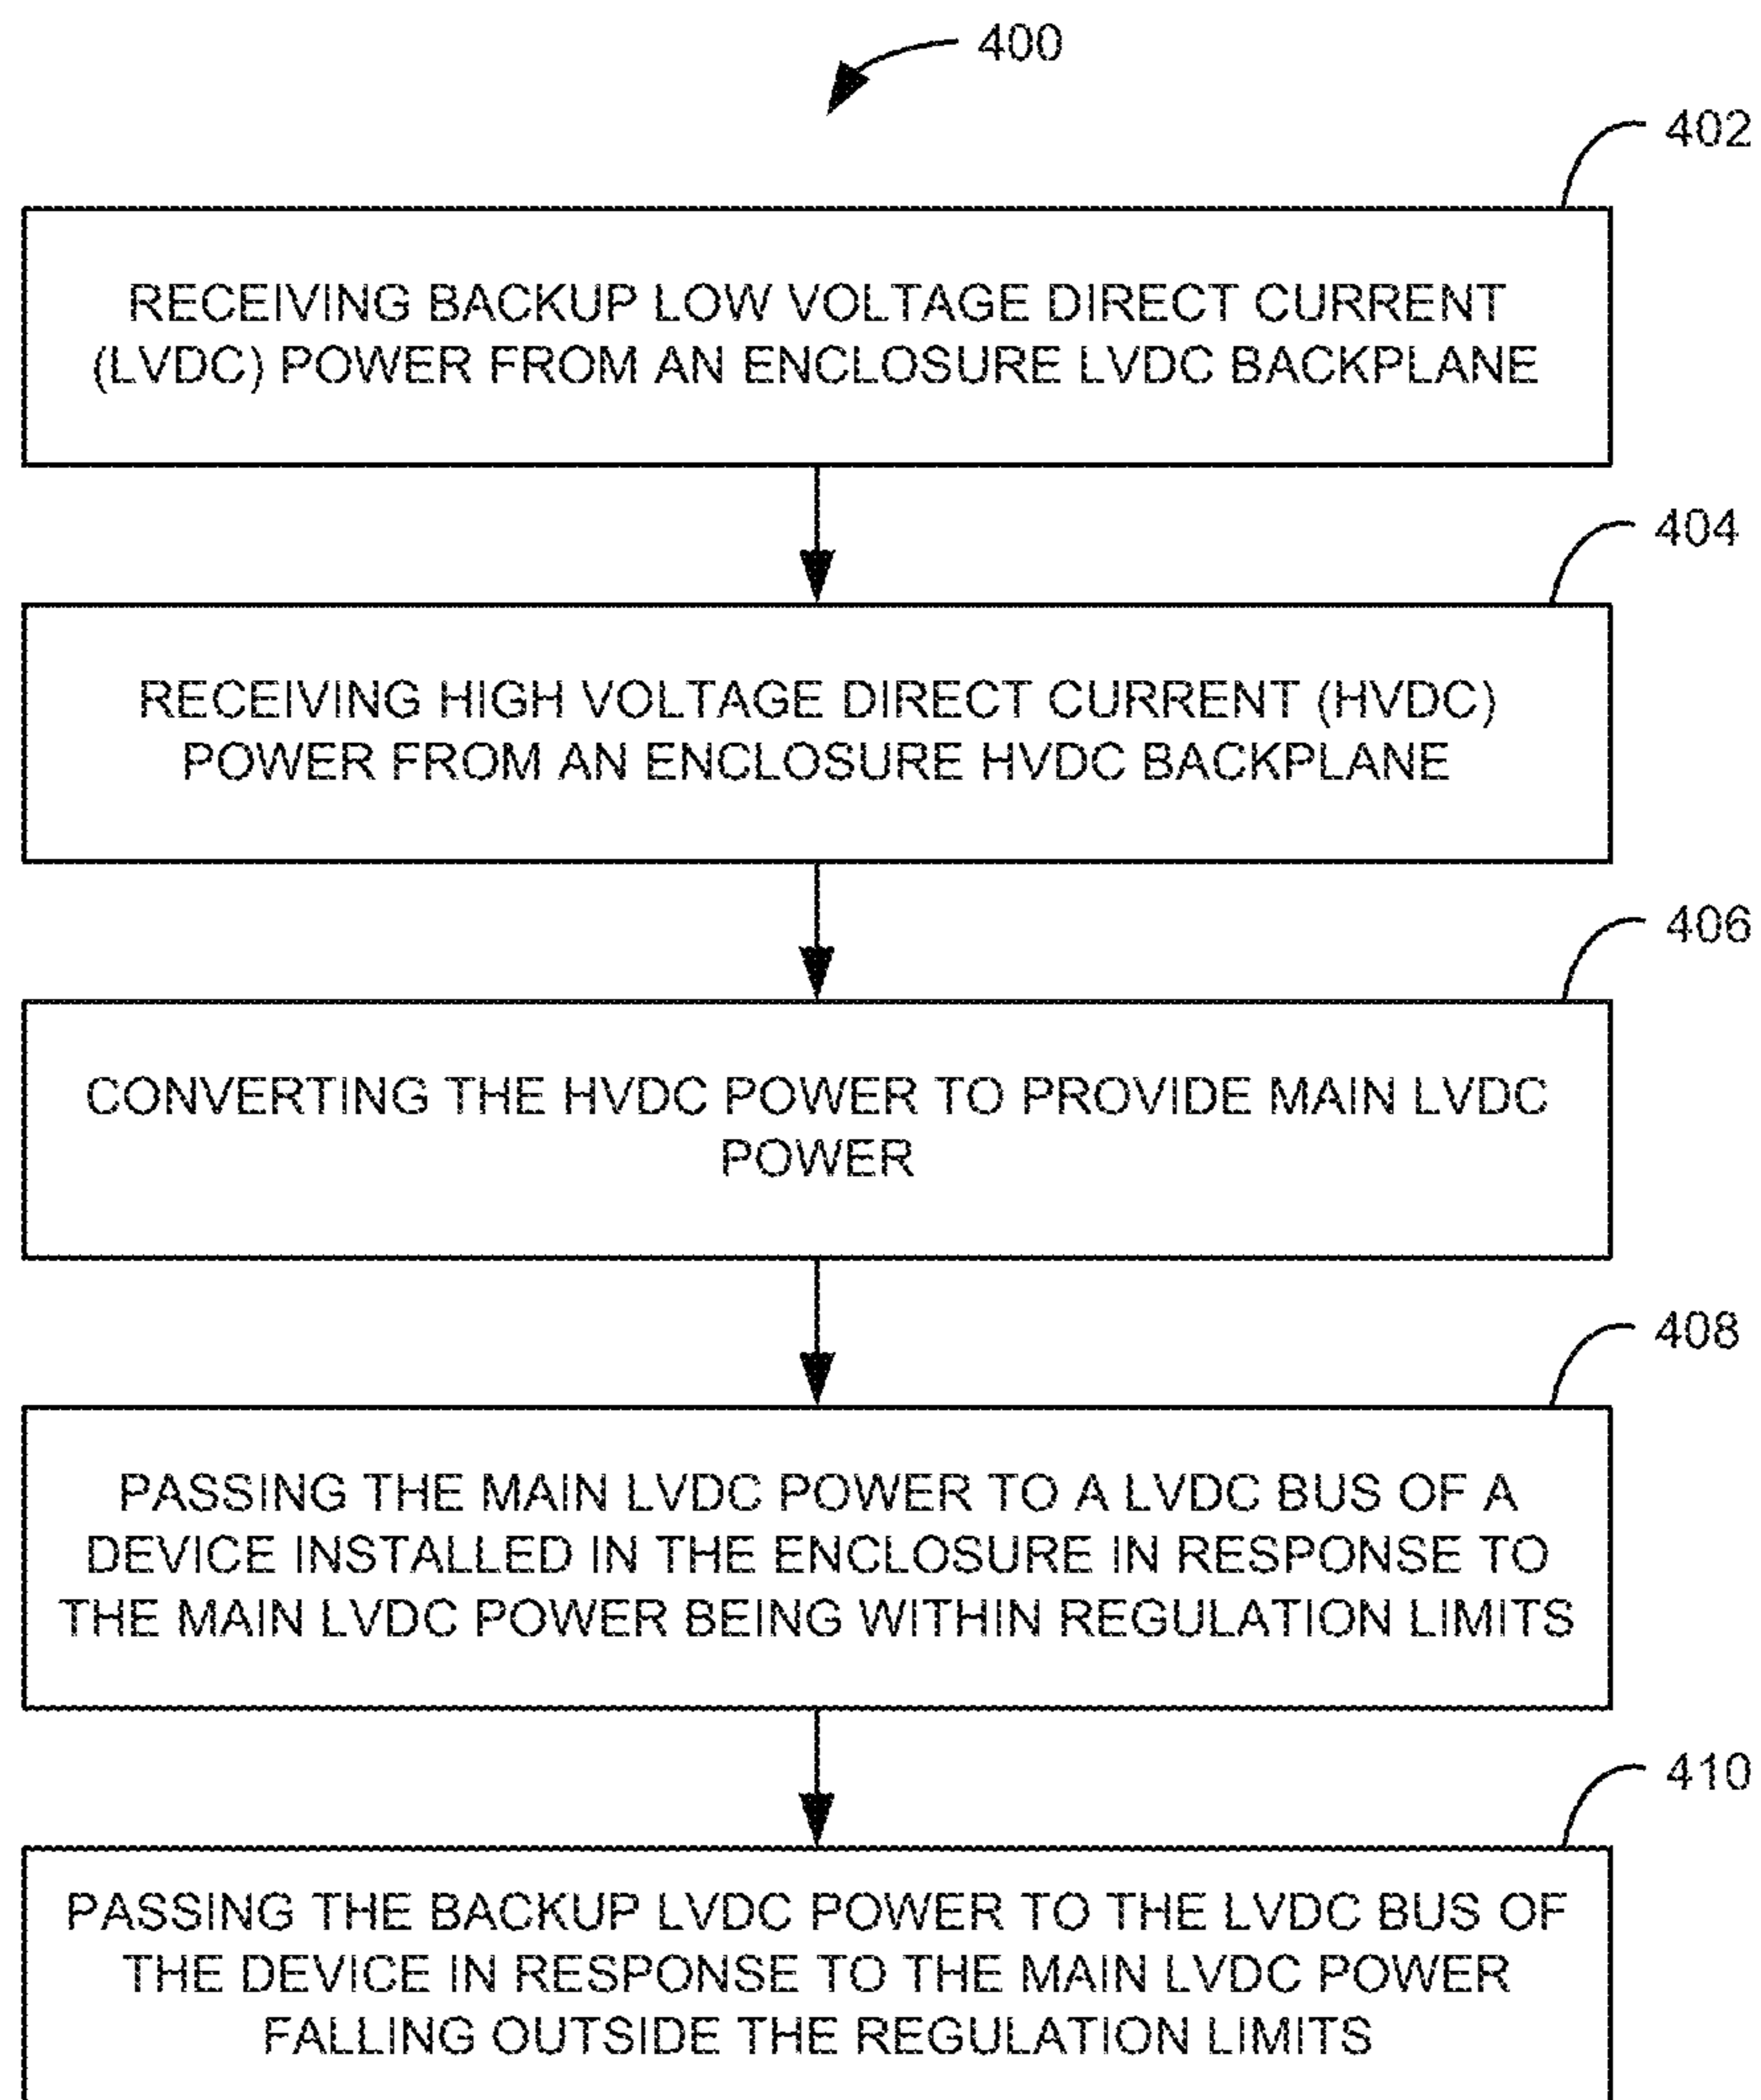 400
402
RECEIVING BACKUP LOW VOLTAGE DIRECT CURRENT
(LVDC) POWER FROM AN ENCLOSURE LVDC BACKPLANE
404
RECEIVING HIGH VOLTAGE DIRECT CURRENT (HVDC)
POWER FROM AN ENCLOSURE HVDC BACKPLANE
406
CONVERTING THE HVDC POWER TO PROVIDE MAIN LVDC
POWER
408
PASSING THE MAIN LVDC POWER TO A LVDC BUS OF A
DEVICE INSTALLED IN THE ENCLOSURE IN RESPONSE TO
THE MAIN LVDC POWER BEING WITHIN REGULATION LIMITS
410
PASSING THE BACKUP LVDC POWER TO THE LVDC BUS OF
THE DEVICE IN RESPONSE TO THE MAIN LVDC POWER
FALLING OUTSIDE THE REGULATION LIMITS